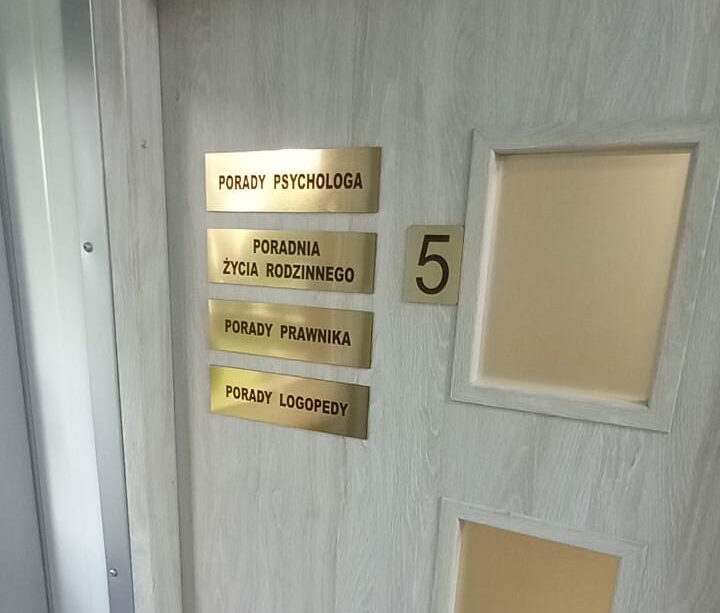 PORADY PSYCHOLOGA
PORADNIA
ŻYCIA RODZINNEGO
5
PORADY PRAWNIKA
PORADY LOGOPEDY